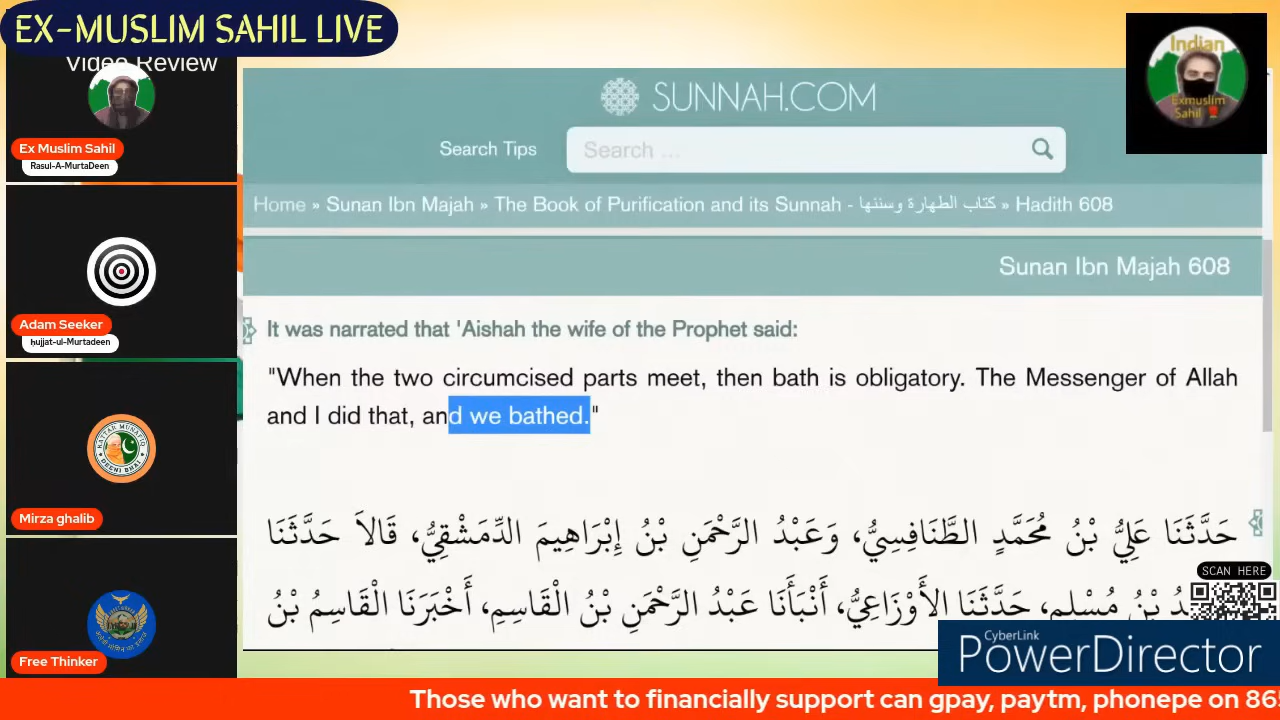 EX-MUSLIM SAHIL LIVE
Video Review
Indian
Exmuslim
Sahil
Ex Muslim Sahil
Rasul-A-MurtaDeen
Adam Seeker
hujjat-ul-Murtadeen
Mirza ghalib
Free Thinker
SUNNAH.COM
Search Tips
Search ...
Home » Sunan Ibn Majah » The Book of Purification and its Sunnah - كتاب الطهارة وسننها » Hadith 608
Sunan Ibn Majah 608
It was narrated that 'Aishah the wife of the Prophet said:
"When the two circumcised parts meet, then bath is obligatory. The Messenger of Allah
and I did that, and we bathed."
حَدَّثَنَا عَلِيُّ بْنُ مُحَمَّدٍ الطَّنَافِسِيُّ، وَعَبْدُ الرَّحْمَنِ بْنُ إِبْرَاهِيمَ الدِّمَشْقِيُّ، قَالاَ حَدَّثَنَا
بْنُ مُسْلِمٍ، حَدَّثَنَا الأَوْزَاعِيُّ، أَنْبَأَنَا عَبْدُ الرَّحْمَنِ بْنُ الْقَاسِمِ، أَخْبَرَنَا الْقَاسِمُ بْنُ
SCAN HERE
CyberLink
PowerDirector
Those who want to financially support can gpay, paytm, phonepe on 86